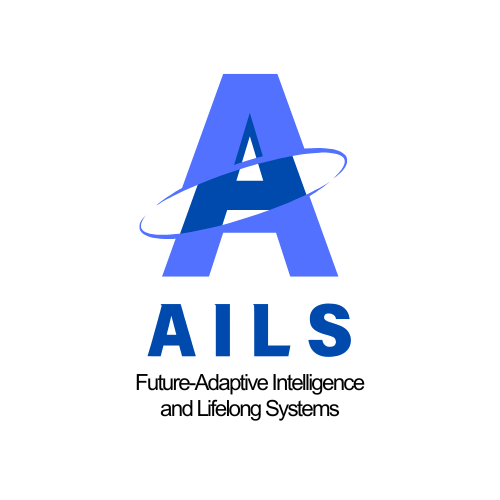 A
AILS
Future-Adaptive Intelligence
and Lifelong Systems